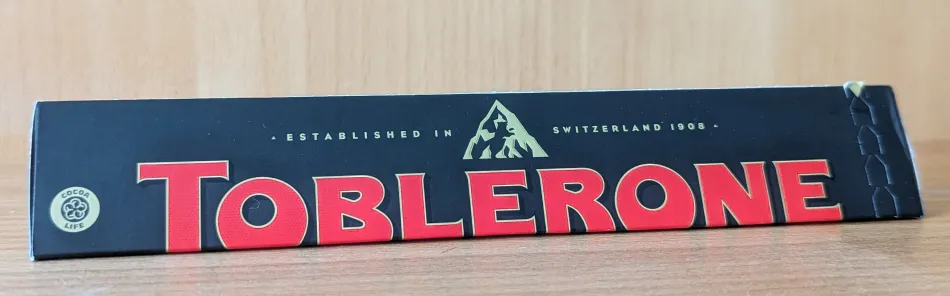 - ESTABLISHED IN SWITZERLAND 1908 -
TOBLERONE
COCOA
LIFE